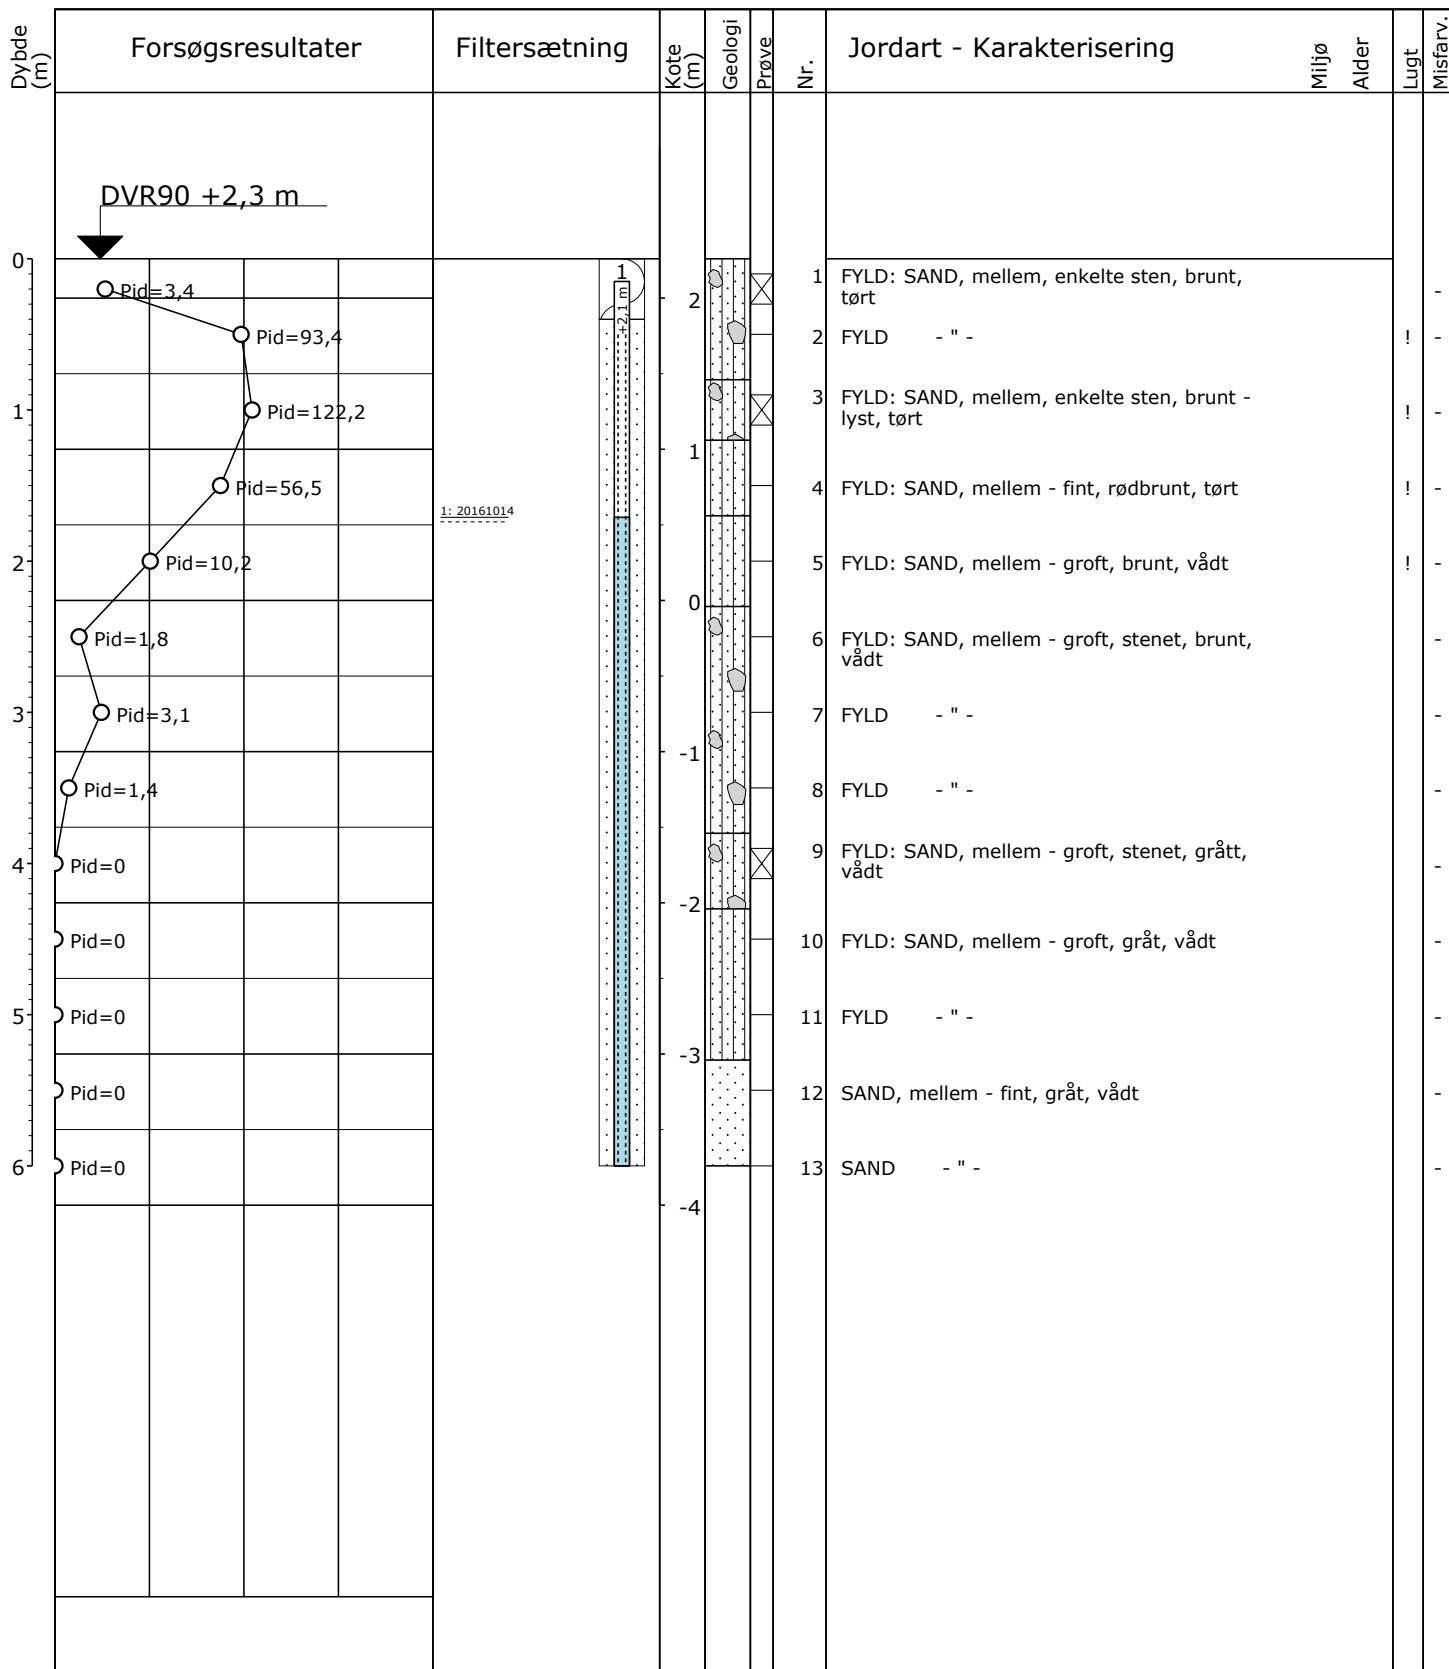 Dybde
(m)
Forsøgsresultater
Filtersætning
Kote
(m)
Geologi
Prøve
Nr.
Jordart - Karakterisering
Miljø
Alder
Lugt
Misfarv.
DVR90 +2,3 m
0
1
2
3
4
5
6
Pid=3,4
Pid=93,4
Pid=122,2
Pid=56,5
Pid=10,2
Pid=1,8
Pid=3,1
Pid=1,4
Pid=0
Pid=0
Pid=0
Pid=0
Pid=0
1: 20161014
1
+2,1 m
2
1
0
-1
-2
-3
-4
1 FYLD: SAND, mellem, enkelte sten, brunt,
tørt -
2 FYLD - " - ! -
3 FYLD: SAND, mellem, enkelte sten, brunt -
lyst, tørt ! -
4 FYLD: SAND, mellem - fint, rødbrunt, tørt ! -
5 FYLD: SAND, mellem - groft, brunt, vådt ! -
6 FYLD: SAND, mellem - groft, stenet, brunt,
vådt -
7 FYLD - " - -
8 FYLD - " - -
9 FYLD: SAND, mellem - groft, stenet, grått,
vådt -
10 FYLD: SAND, mellem - groft, gråt, vådt -
11 FYLD - " - -
12 SAND, mellem - fint, gråt, vådt -
13 SAND - " - -